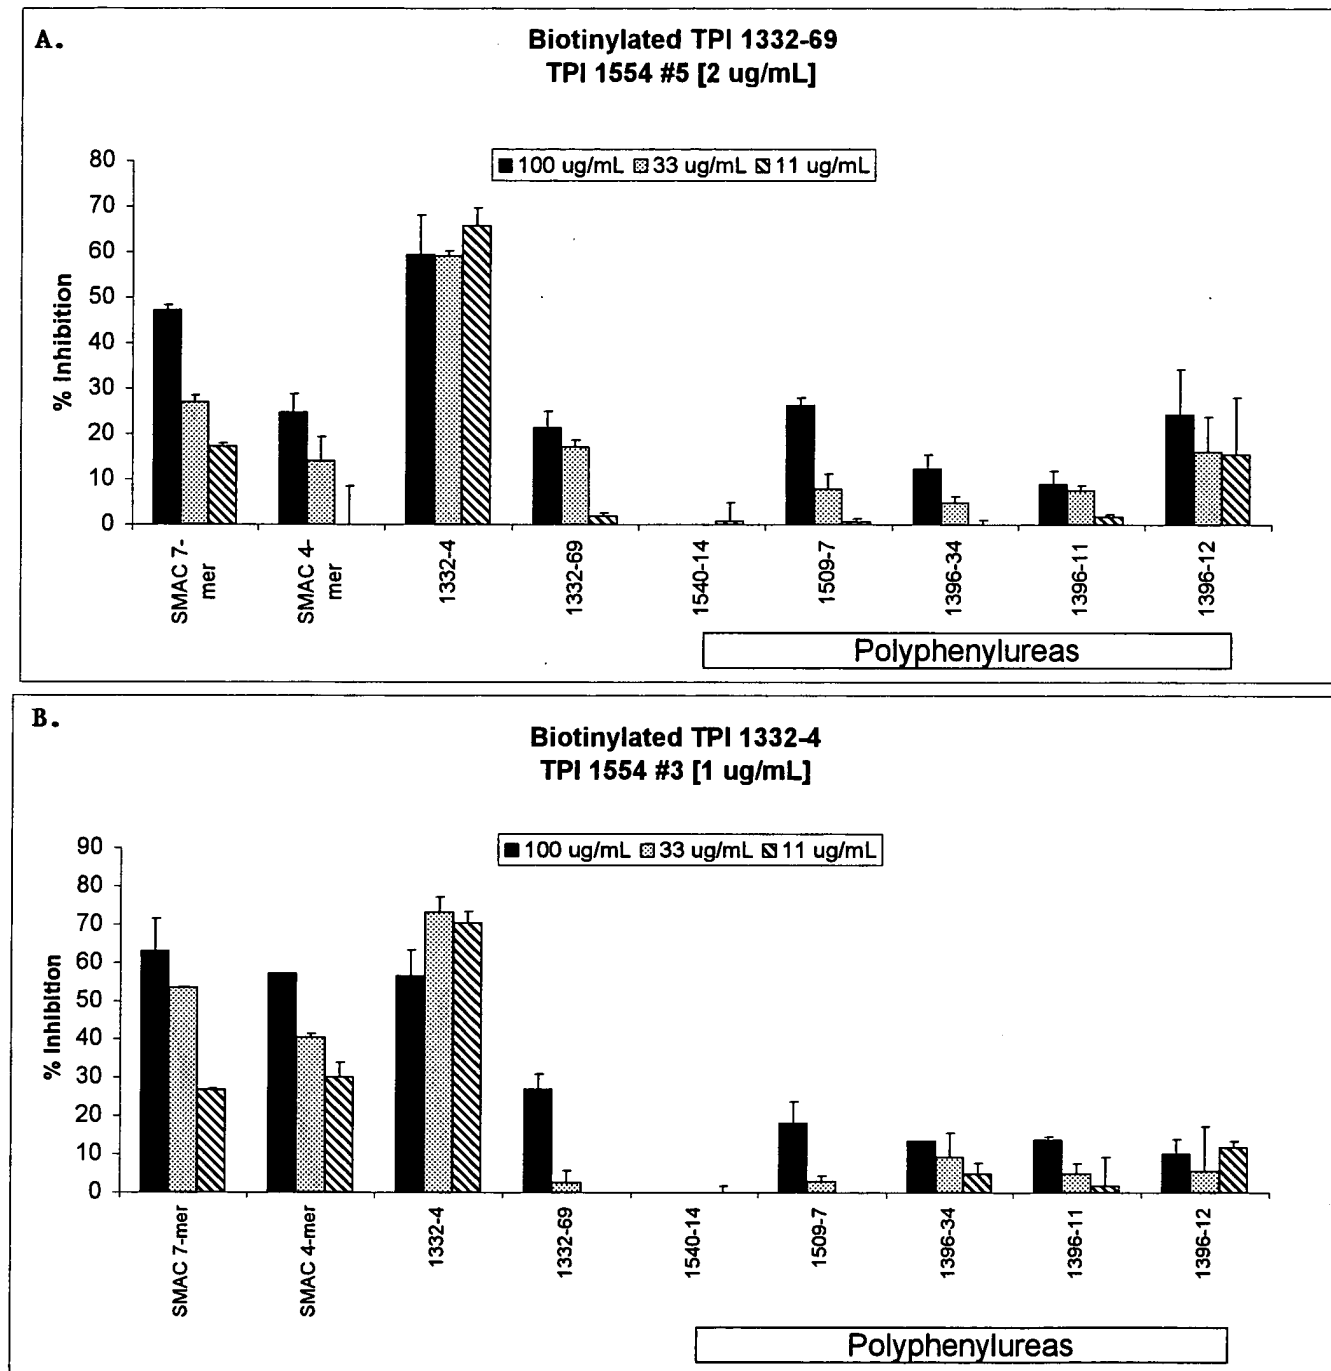 A.
Biotinylated TPI 1332-69
TPI 1554 #5 [2 ug/mL]
100 ug/mL 33 ug/mL 11 ug/mL
% Inhibition
80
70
60
50
40
30
20
10
0
SMAC 7-
mer
SMAC 4-
mer
1332-4
1332-69
1540-14
1509-7
1396-34
1396-11
1396-12
Polyphenylureas
B.
Biotinylated TPI 1332-4
TPI 1554 #3 [1 ug/mL]
100 ug/mL 33 ug/mL 11 ug/mL
% Inhibition
90
80
70
60
50
40
30
20
10
0
SMAC 7-mer
SMAC 4-mer
1332-4
1332-69
1540-14
1509-7
1396-34
1396-11
1396-12
Polyphenylureas